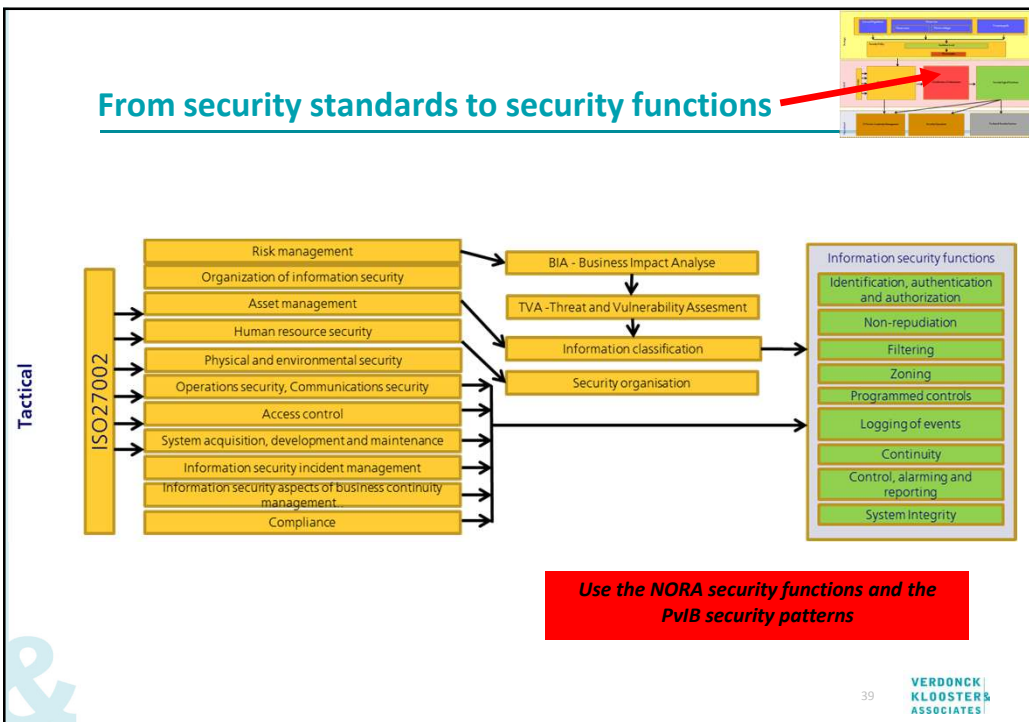 From security standards to security functions
Tactical
ISO27002
Risk management
Organization of information security
Asset management
Human resource security
Physical and environmental security
Operations security, Communications security
Access control
System acquisition, development and maintenance
Information security incident management
Information security aspects of business continuity
management..
Compliance
BIA - Business Impact Analyse
TVA -Threat and Vulnerability Assesment
Information classification
Security organisation
Information security functions
Identification, authentication
and authorization
Non-repudiation
Filtering
Zoning
Programmed controls
Logging of events
Continuity
Control, alarming and
reporting
System Integrity
Use the NORA security functions and the
PvIB security patterns
&
39
VERDONCK
KLOOSTER&
ASSOCIATES